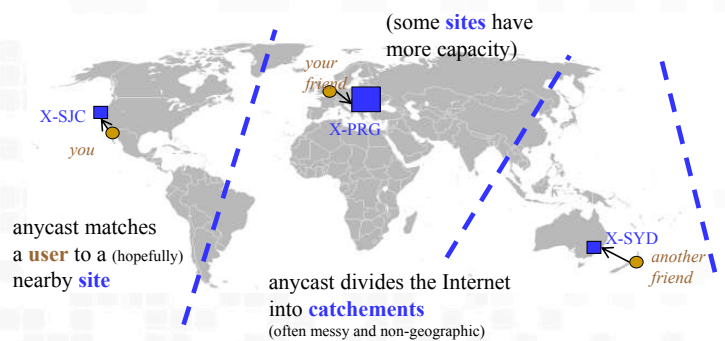 (some sites have
more capacity)
your
friend
X-SJC
you
X-PRG
anycast matches
a user to a (hopefully)
nearby site
X-SYD
another
friend
anycast divides the Internet
into catchements
(often messy and non-geographic)